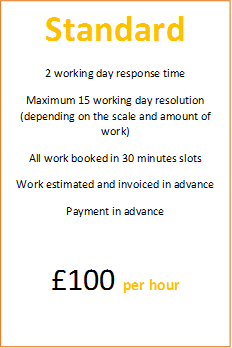 Standard
2 working day response time
Maximum 15 working day resolution
(depending on the scale and amount of
work)
All work booked in 30 minutes slots
Work estimated and invoiced in advance
Payment in advance
£100 per hour